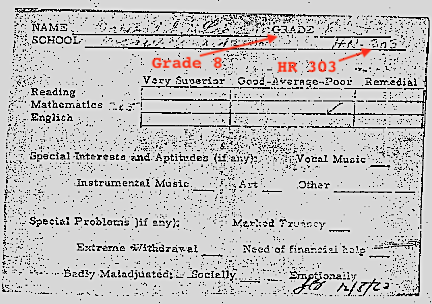 NAME GRADE
SCHOOL HR 303
Grade 8 HR 303
Very Superior Good-Average-Poor Remedial
Reading
Mathematics
English
Special Interests and Aptitudes (if any): Vocal Music
Instrumental Music Art Other
Special Problems )if any): Marked Truancy
Extreme Withdrawal Need of financial help
Badly Maladjusted: Socially Emotionally